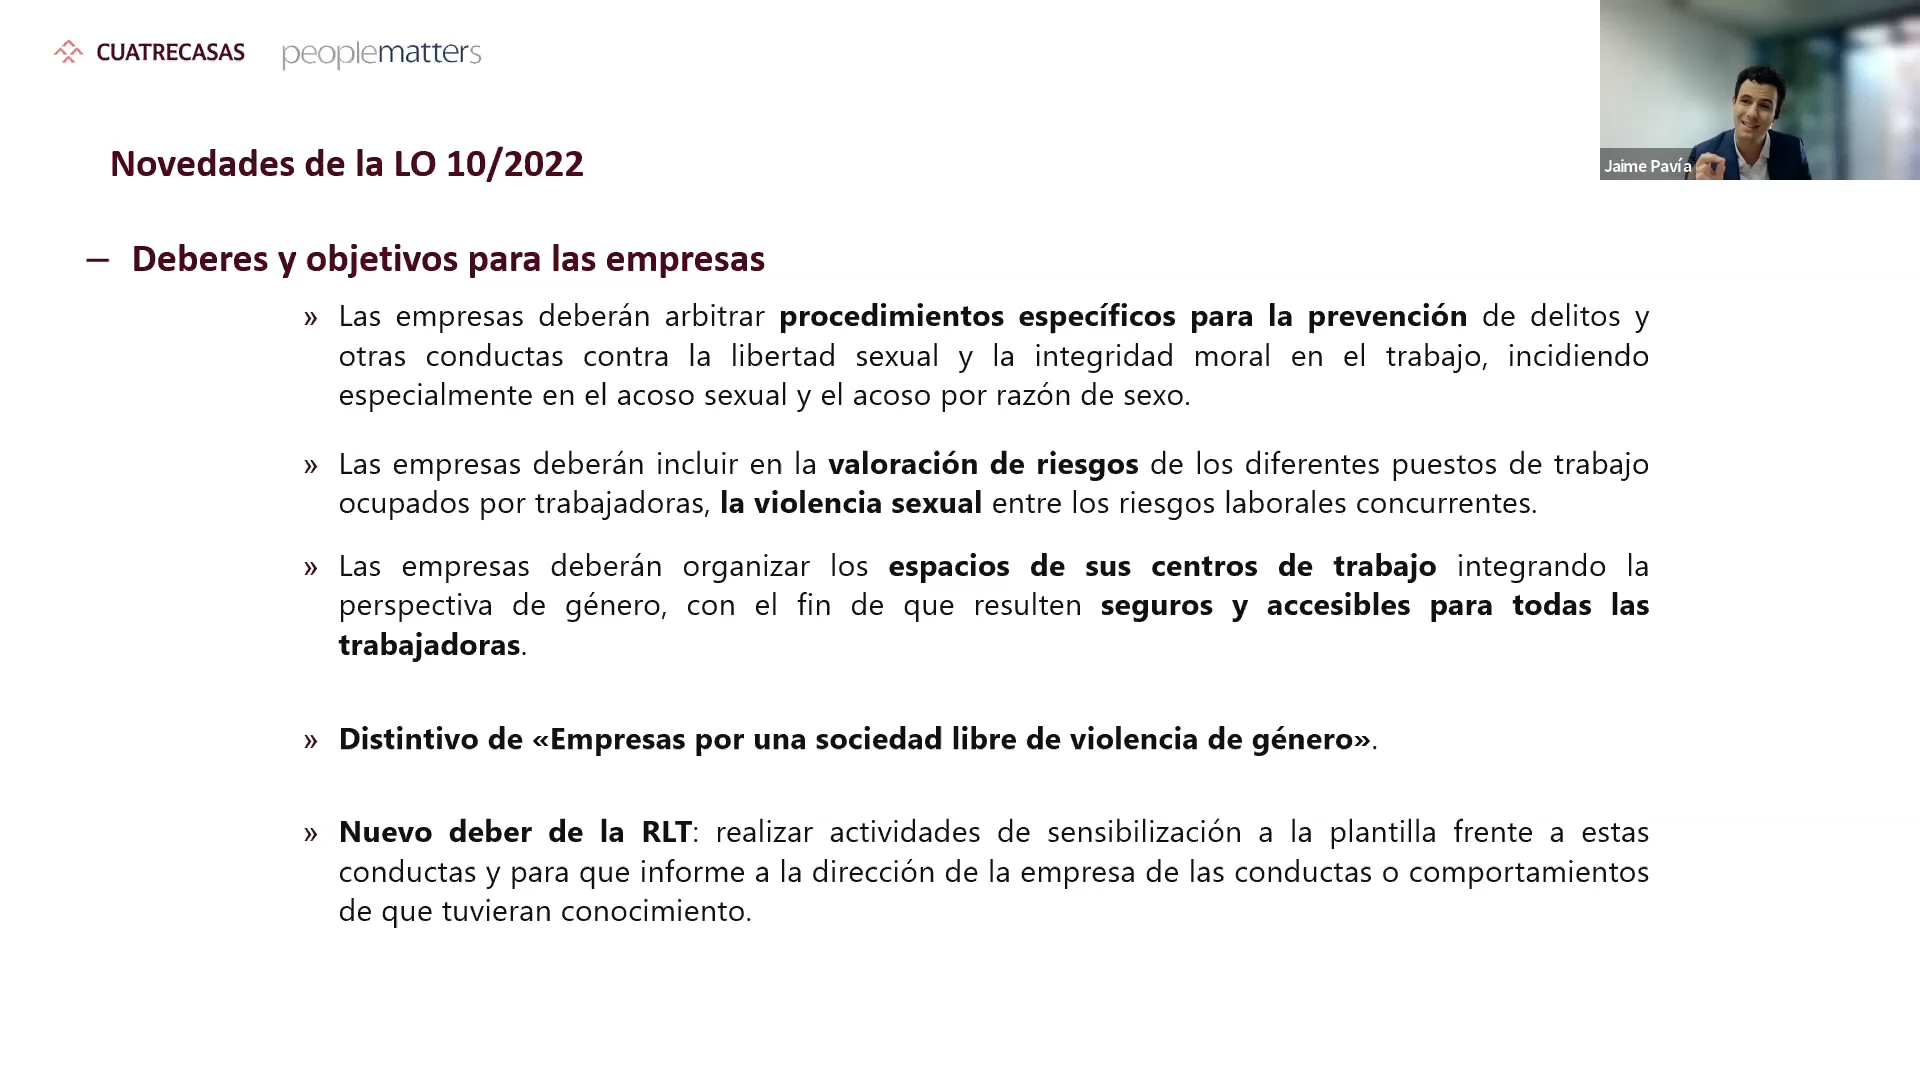 CUATRECASAS peoplematters
Jaime Pavía
Novedades de la LO 10/2022
– Deberes y objetivos para las empresas
» Las empresas deberán arbitrar procedimientos específicos para la prevención de delitos y
otras conductas contra la libertad sexual y la integridad moral en el trabajo, incidiendo
especialmente en el acoso sexual y el acoso por razón de sexo.
» Las empresas deberán incluir en la valoración de riesgos de los diferentes puestos de trabajo
ocupados por trabajadoras, la violencia sexual entre los riesgos laborales concurrentes.
» Las empresas deberán organizar los espacios de sus centros de trabajo integrando la
perspectiva de género, con el fin de que resulten seguros y accesibles para todas las
trabajadoras.
» Distintivo de «Empresas por una sociedad libre de violencia de género».
» Nuevo deber de la RLT: realizar actividades de sensibilización a la plantilla frente a estas
conductas y para que informe a la dirección de la empresa de las conductas o comportamientos
de que tuvieran conocimiento.